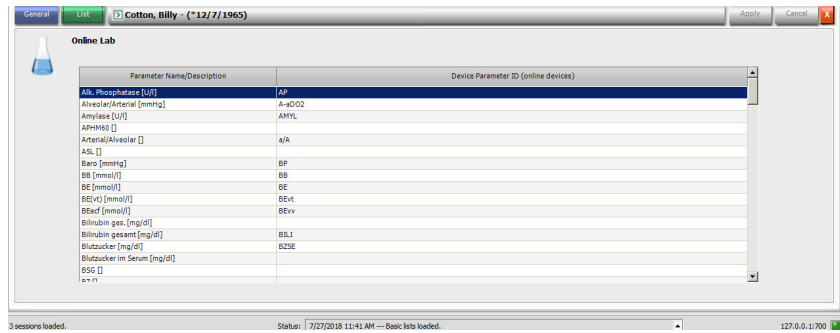 General List Cotton, Billy - (*12/7/1965) Apply Cancel X
Online Lab
Parameter Name/Description Device Parameter ID (online devices)
Alk. Phosphatase [U/l] AP
Alveolar/Arterial [mmHg] A-aDO2
Amylase [U/l] AMYL
APHM60 []
Arterial/Alveolar [] a/A
ASL []
Baro [mmHg] BP
BB [mmol/l] BB
BE [mmol/l] BE
BE(vt) [mmol/l] BEvt
BEecf [mmol/l] BEvv
Bilirubin ges. [mg/dl]
Bilirubin gesamt [mg/dl] BILI
Blutzucker [mg/dl] BZSE
Blutzucker im Serum [mg/dl]
BSG []
BZ []
3 sessions loaded. Status: 7/27/2018 11:41 AM --- Basic lists loaded. 127.0.0.1:700